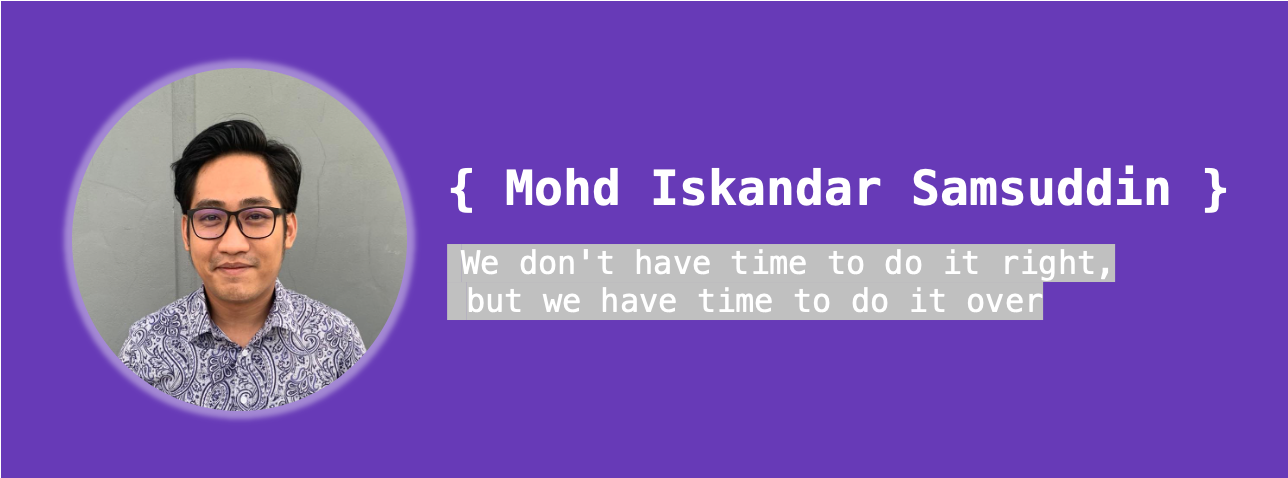 { Mohd Iskandar Samsuddin }
We don't have time to do it right,
but we have time to do it over